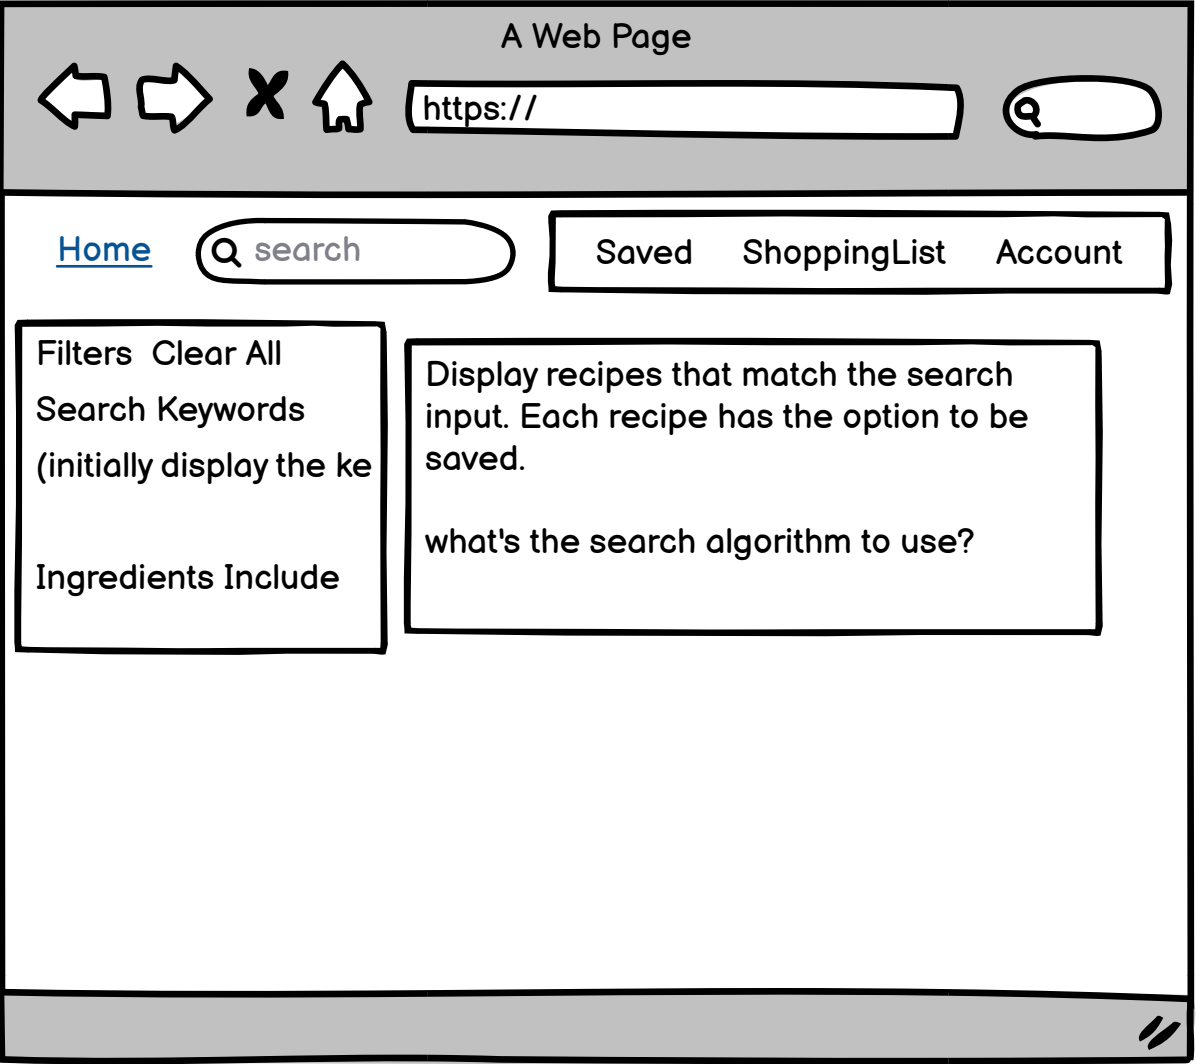 A Web Page
https://
Home
search
Saved ShoppingList Account
Filters Clear All
Search Keywords
(initially display the ke
Ingredients Include
Display recipes that match the search
input. Each recipe has the option to be
saved.
what's the search algorithm to use?